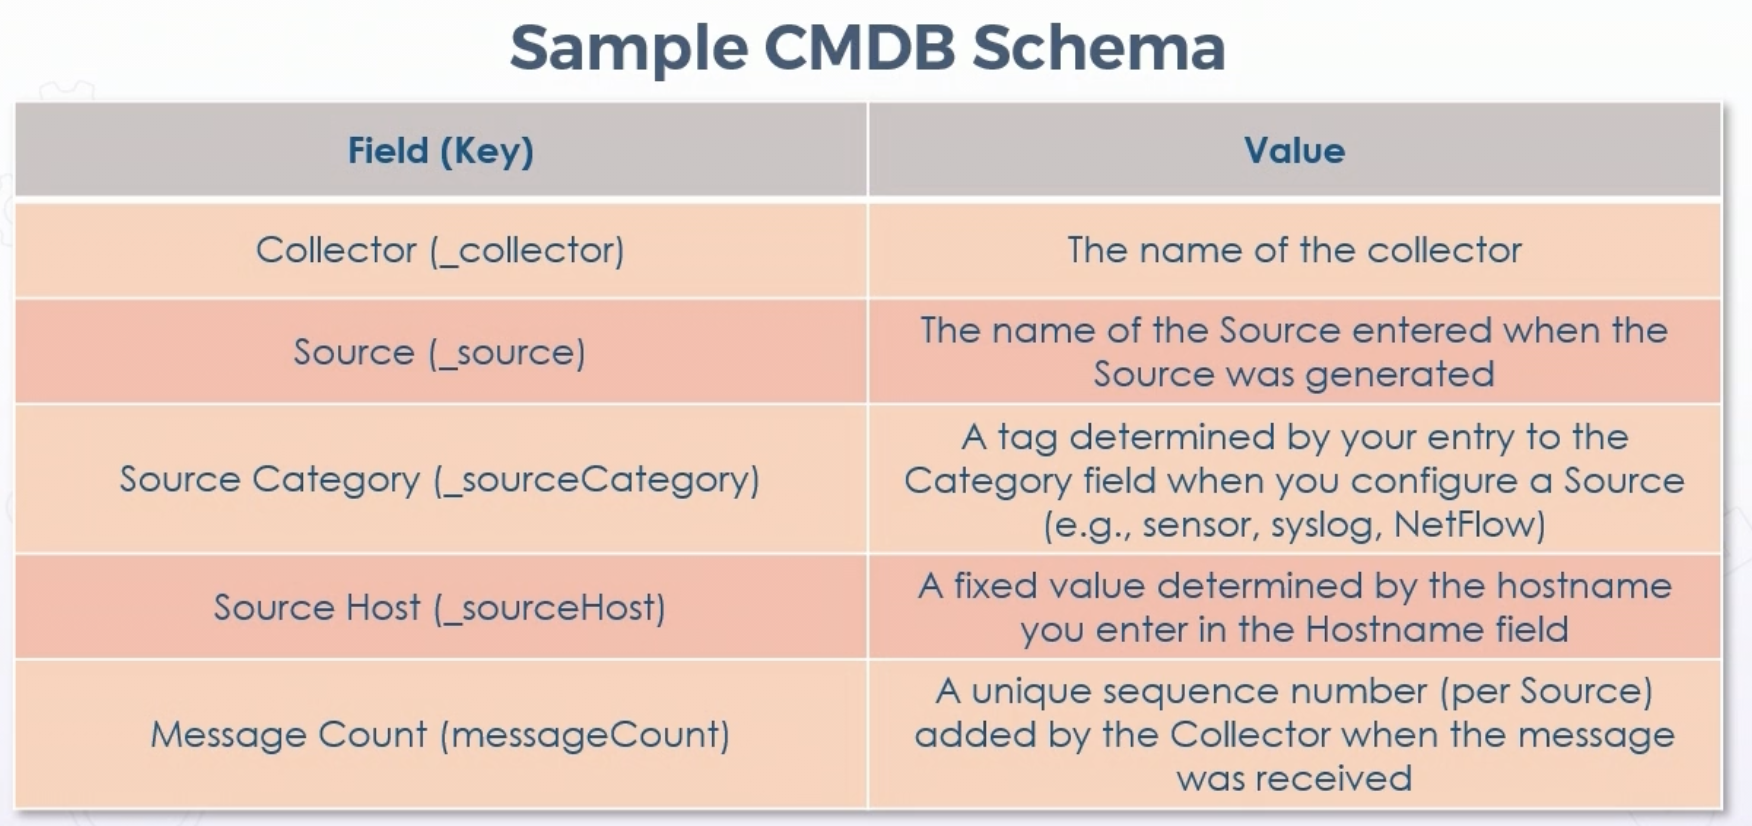 Sample CMDB Schema
Field (Key)
Value
Collector (_collector)
The name of the collector
Source (_source)
The name of the Source entered when the
Source was generated
Source Category (_sourceCategory)
A tag determined by your entry to the
Category field when you configure a Source
(e.g., sensor, syslog, NetFlow)
Source Host (_sourceHost)
A fixed value determined by the hostname
you enter in the Hostname field
Message Count (messageCount)
A unique sequence number (per Source)
added by the Collector when the message
was received